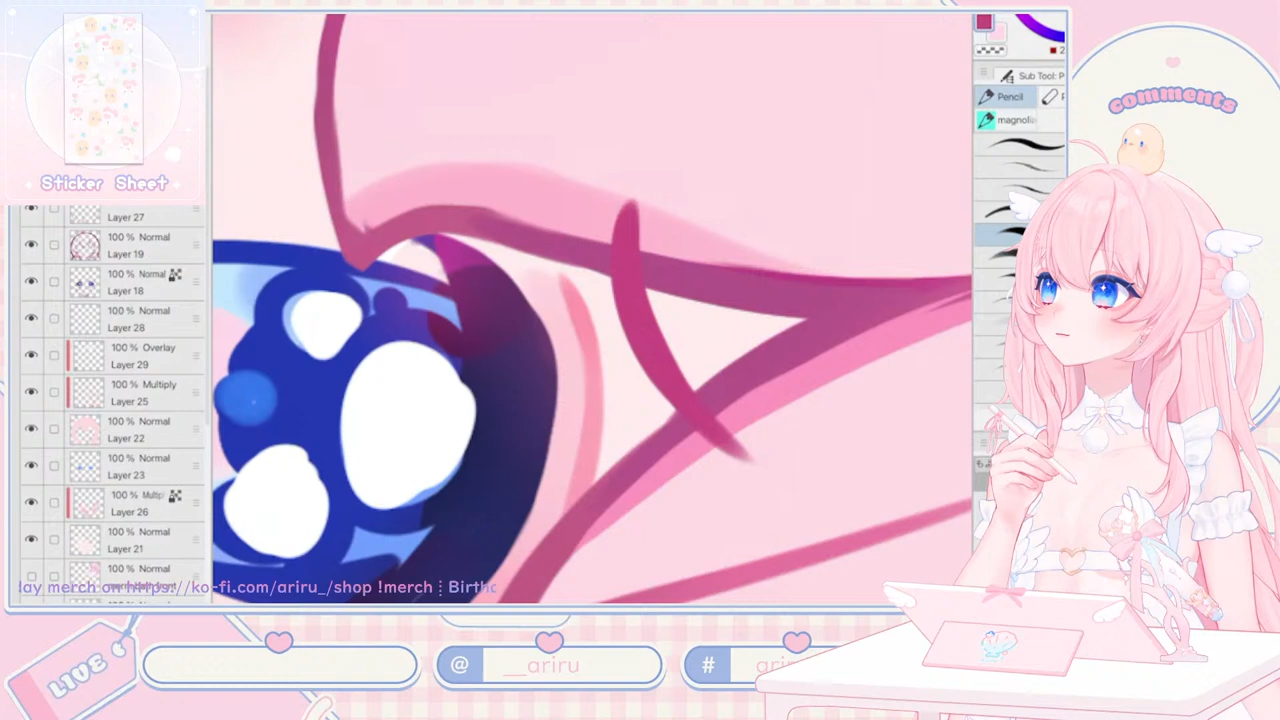 Sticker Sheet
Layer 27
100 % Normal
Layer 19
100 % Normal
Layer 18
100 % Normal
Layer 28
100 % Overlay
Layer 29
100 % Multiply
Layer 25
100 % Normal
Layer 22
100 % Normal
Layer 23
100 % Multip
Layer 26
100 % Normal
Layer 21
100 % Normal
lay merch on https://ko-fi.com/ariru_/shop !merch ⋮ Birthd
2
Sub Tool: P
Pencil
magnolia
comments
LIVE
@ __ariru
#